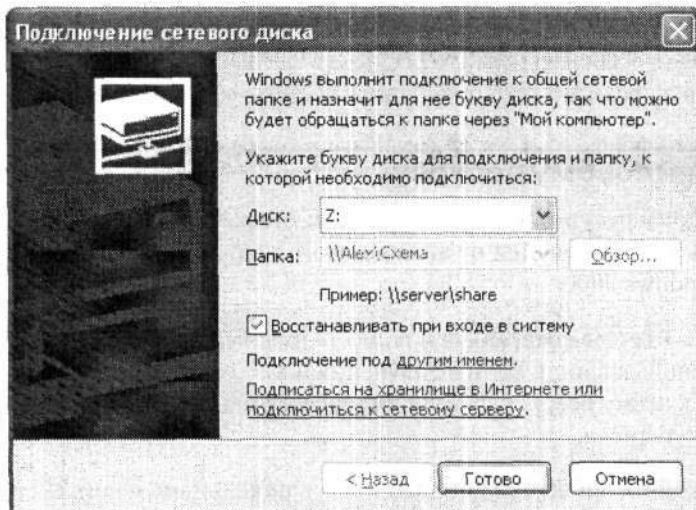 Подключение сетевого диска
Windows выполнит подключение к общей сетевой
папке и назначит для нее букву диска, так что можно
будет обращаться к папке через "Мой компьютер".
Укажите букву диска для подключения и папку, к
которой необходимо подключиться:
Диск: Z:
Папка: \\Alex\Схема Обзор...
Пример: \\server\share
Восстанавливать при входе в систему
Подключение под другим именем.
Подписаться на хранилище в Интернете или
подключиться к сетевому серверу.
< Назад Готово Отмена